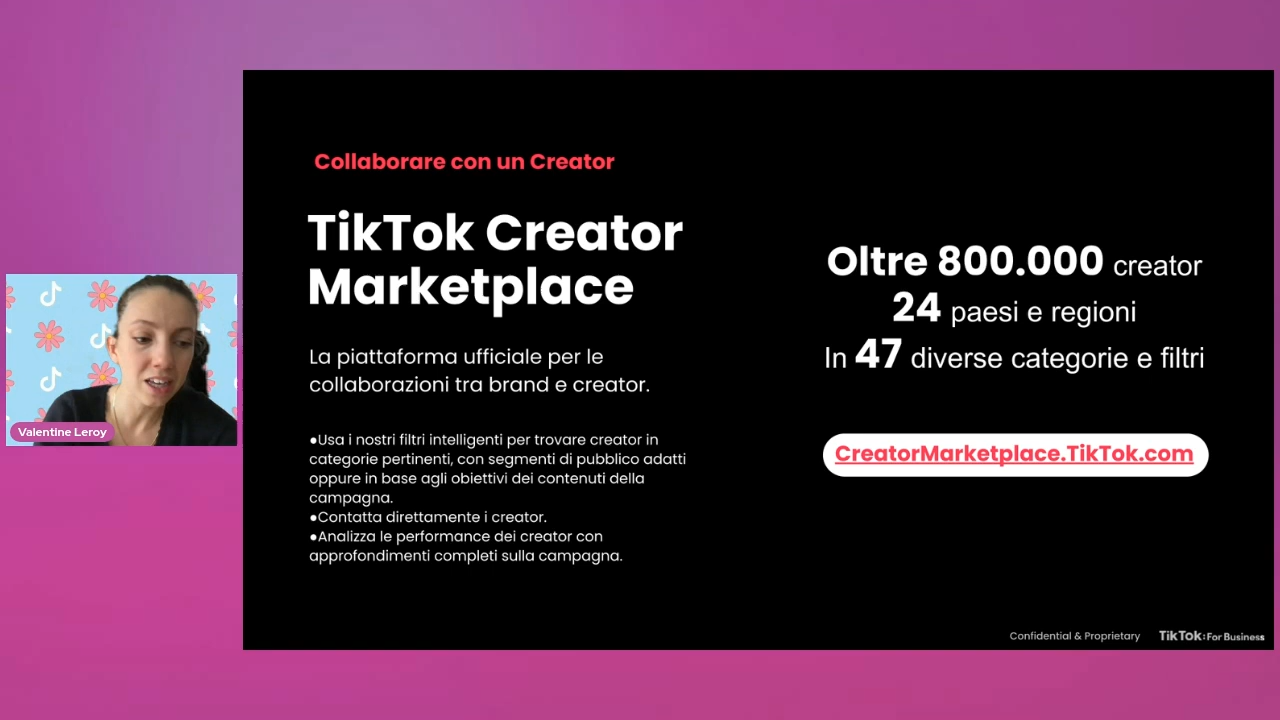 Collaborare con un Creator
TikTok Creator
Marketplace
La piattaforma ufficiale per le
collaborazioni tra brand e creator.
●Usa i nostri filtri intelligenti per trovare creator in
categorie pertinenti, con segmenti di pubblico adatti
oppure in base agli obiettivi dei contenuti della
campagna.
●Contatta direttamente i creator.
●Analizza le performance dei creator con
approfondimenti completi sulla campagna.
Oltre 800.000 creator
24 paesi e regioni
In 47 diverse categorie e filtri
CreatorMarketplace.TikTok.com
Valentine Leroy
Confidential & Proprietary
TikTok: For Business